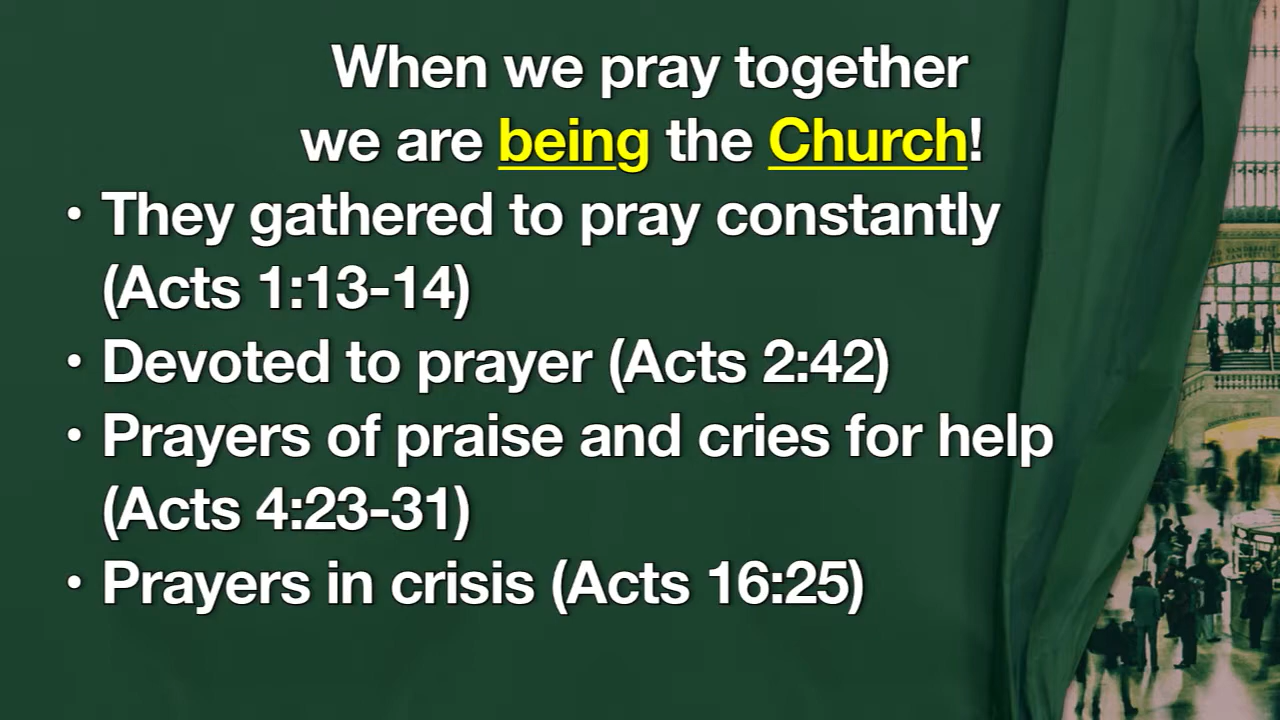 When we pray together
we are being the Church!
• They gathered to pray constantly
(Acts 1:13-14)
• Devoted to prayer (Acts 2:42)
• Prayers of praise and cries for help
(Acts 4:23-31)
• Prayers in crisis (Acts 16:25)